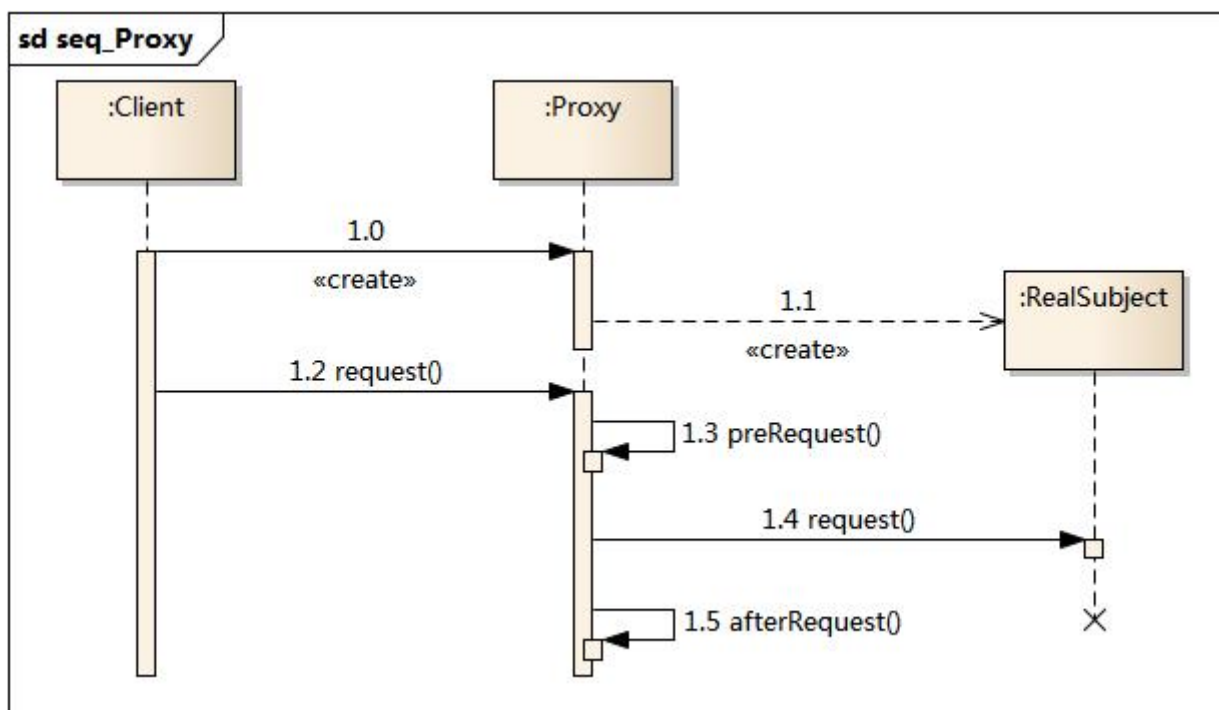 sd seq_Proxy
:Client
:Proxy
1.0
«create»
:RealSubject
1.1
«create»
1.2 request()
1.3 preRequest()
1.4 request()
1.5 afterRequest()